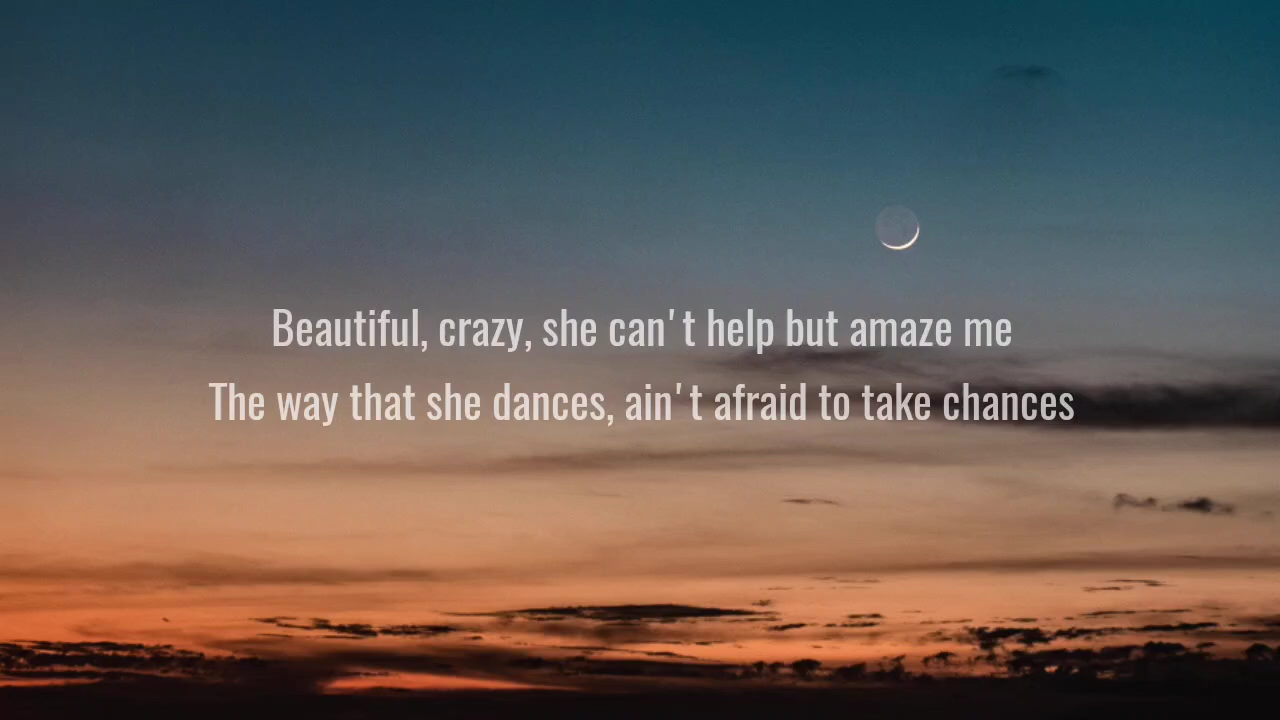 Beautiful, crazy, she can't help but amaze me
The way that she dances, ain't afraid to take chances